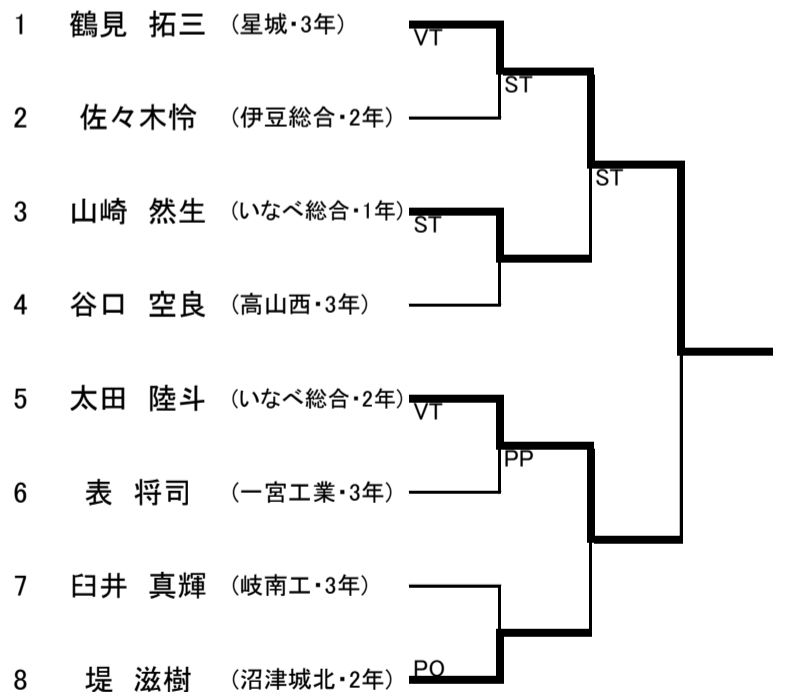 1 鶴見 拓三 (星城・3年)
VT
ST
2 佐々木怜 (伊豆総合・2年)
ST
3 山崎 然生 (いなべ総合・1年)
ST
4 谷口 空良 (高山西・3年)
5 太田 陸斗 (いなべ総合・2年)
VT
PP
6 表 将司 (一宮工業・3年)
7 臼井 真輝 (岐南工・3年)
PO
8 堤 滋樹 (沼津城北・2年)